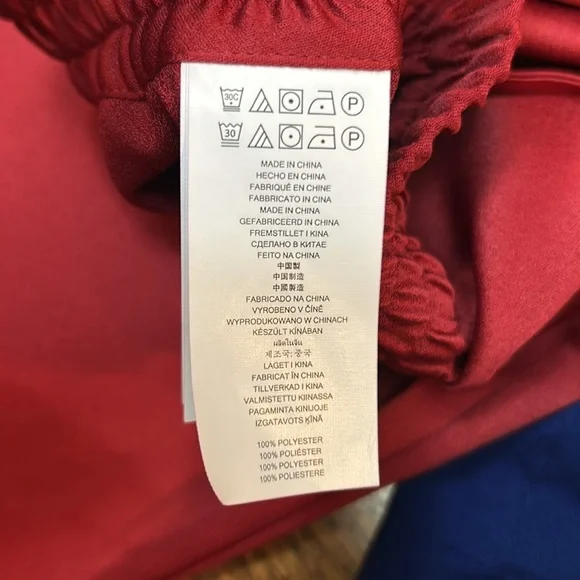 30C P
30 P
MADE IN CHINA
HECHO EN CHINA
FABRIQUÉ EN CHINE
FABBRICATO IN CINA
MADE IN CHINA
GEFABRICEERD IN CHINA
FREMSTILLET I KINA
СДЕЛАНО В КИТАЕ
FEITO NA CHINA
中国製
中国制造
中國製造
FABRICADO NA CHINA
VYROBENO V ČÍNĚ
WYPRODUKOWANO W CHINACH
KÉSZÜLT KÍNÁBAN
ผลิตในจีน
제조국: 중국
LAGET I KINA
FABRICAT ÎN CHINA
TILLVERKAD I KINA
VALMISTETTU KIINASSA
PAGAMINTA KINIJOJE
IZGATAVOTS ĶĪNĀ
100% POLYESTER
100% POLIÉSTER
100% POLYESTER
100% POLIESTERE